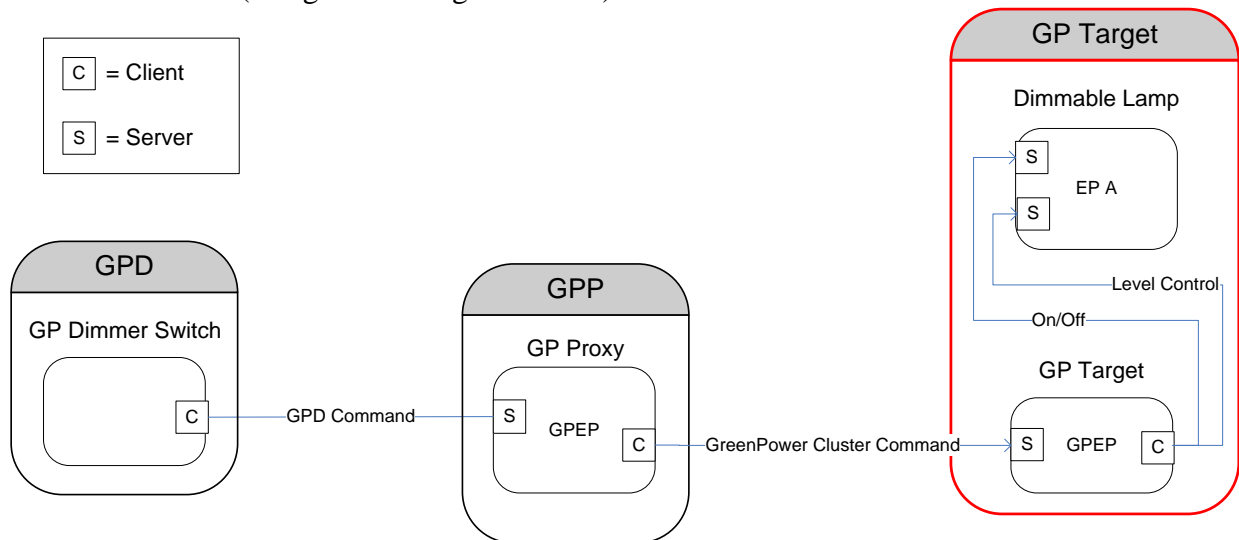 GP Target
C = Client
S = Server
Dimmable Lamp
S
EP A
S
Level Control
On/Off
GP Target
S
GPEP
C
GPD
GP Dimmer Switch
C
GPD Command
GPP
GP Proxy
S
GPEP
C
GreenPower Cluster Command